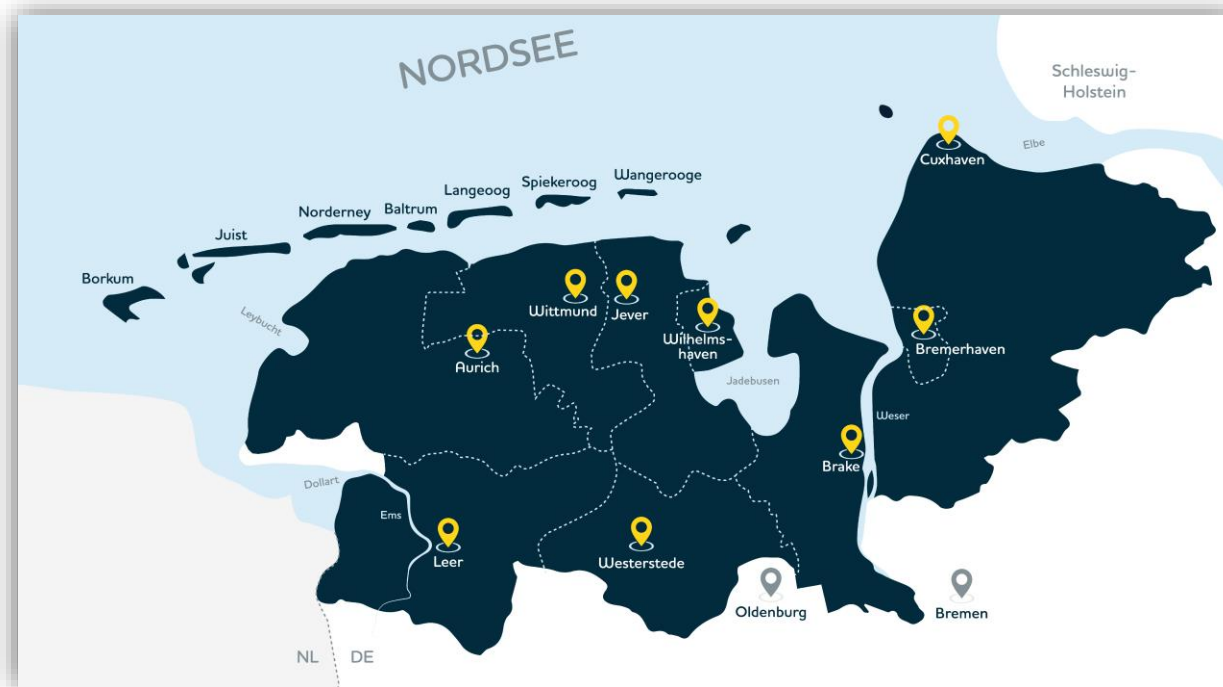 NORDSEE
Schleswig-
Holstein
Elbe
Cuxhaven
Wangerooge
Spiekeroog
Langeoog
Baltrum
Norderney
Juist
Borkum
Leybucht
Wittmund
Jever
Wilhelms-
haven
Aurich
Bremerhaven
Jadebusen
Weser
Brake
Dollart
Ems
Leer
Westerstede
Oldenburg
Bremen
NL
DE